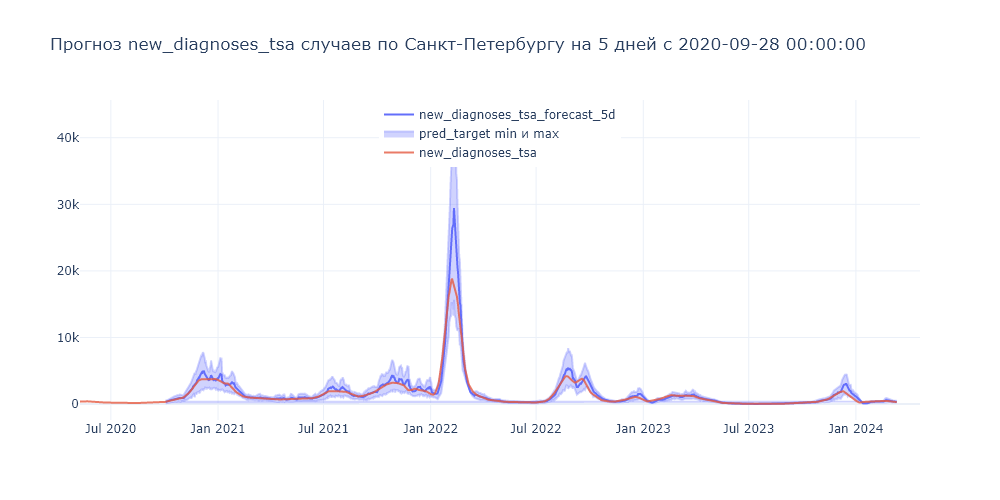 Прогноз new_diagnoses_tsa случаев по Санкт-Петербургу на 5 дней с 2020-09-28 00:00:00
new_diagnoses_tsa_forecast_5d
pred_target min и max
new_diagnoses_tsa
40k
30k
20k
10k
0
Jul 2020 Jan 2021 Jul 2021 Jan 2022 Jul 2022 Jan 2023 Jul 2023 Jan 2024